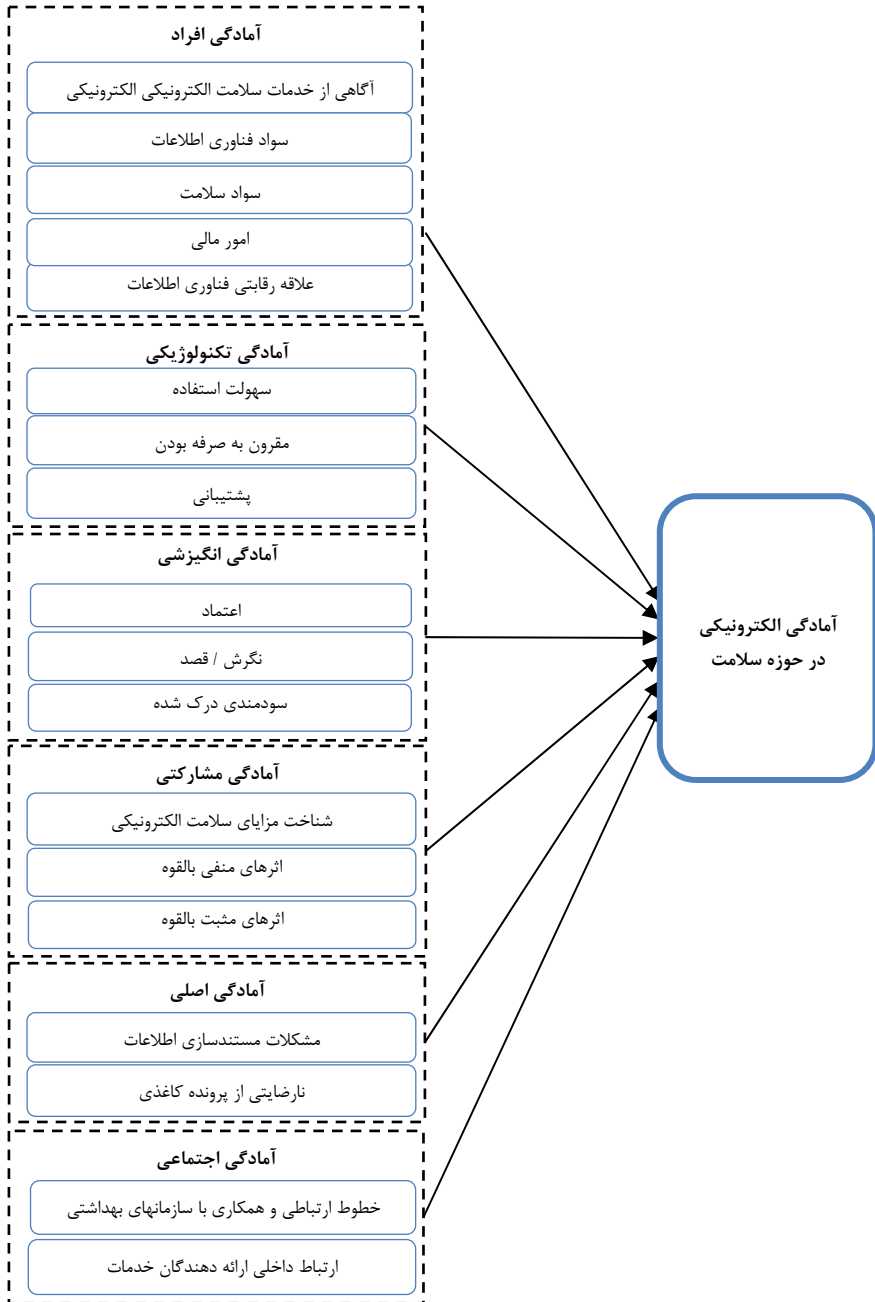 آمادگی افراد
آگاهی از خدمات سلامت الکترونیکی الکترونیکی
سواد فناوری اطلاعات
سواد سلامت
امور مالی
علاقه رقابتی فناوری اطلاعات
آمادگی تکنولوژیکی
سهولت استفاده
مقرون به صرفه بودن
پشتیبانی
آمادگی انگیزشی
اعتماد
نگرش / قصد
سودمندی درک شده
آمادگی مشارکتی
شناخت مزایای سلامت الکترونیکی
اثرهای منفی بالقوه
اثرهای مثبت بالقوه
آمادگی اصلی
مشکلات مستندسازی اطلاعات
نارضایتی از پرونده کاغذی
آمادگی اجتماعی
خطوط ارتباطی و همکاری با سازمانهای بهداشتی
ارتباط داخلی ارائه دهندگان خدمات
آمادگی الکترونیکی
در حوزه سلامت